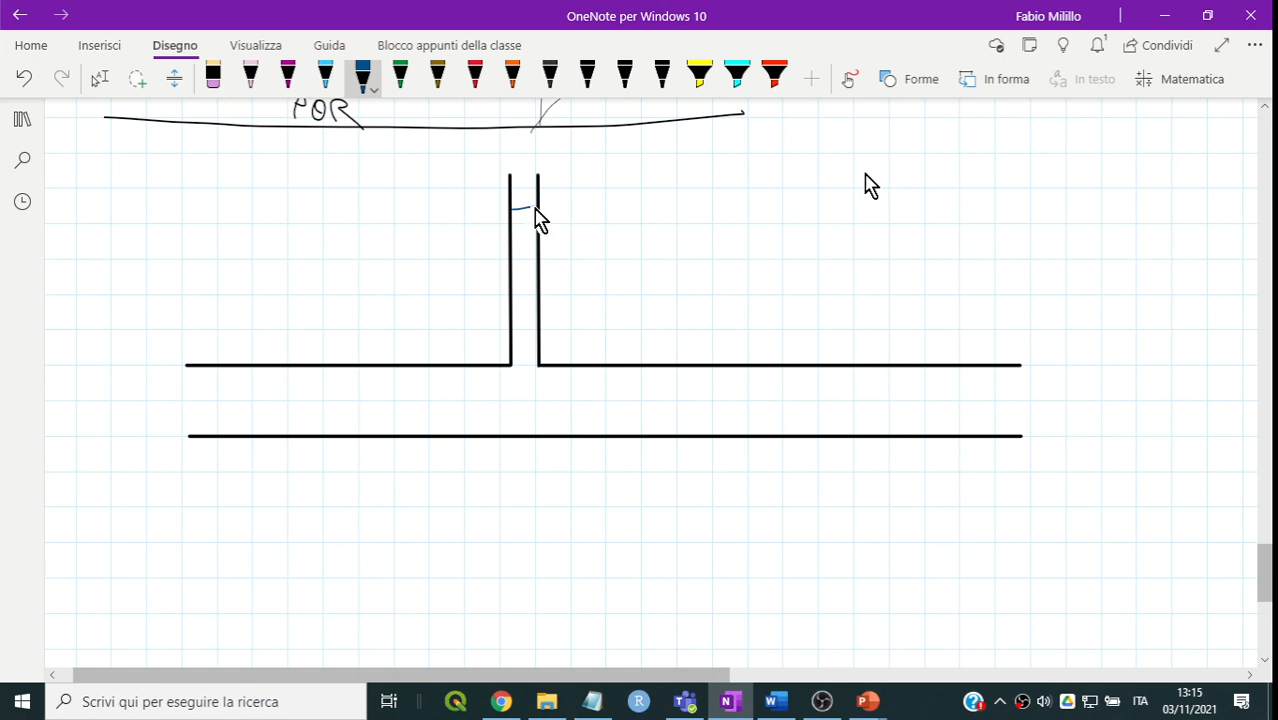 OneNote per Windows 10
Fabio Milillo
Home Inserisci Disegno Visualizza Guida Blocco appunti della classe
Condividi
Forme In forma In testo Matematica
POR
Scrivi qui per eseguire la ricerca
ITA
13:15
03/11/2021